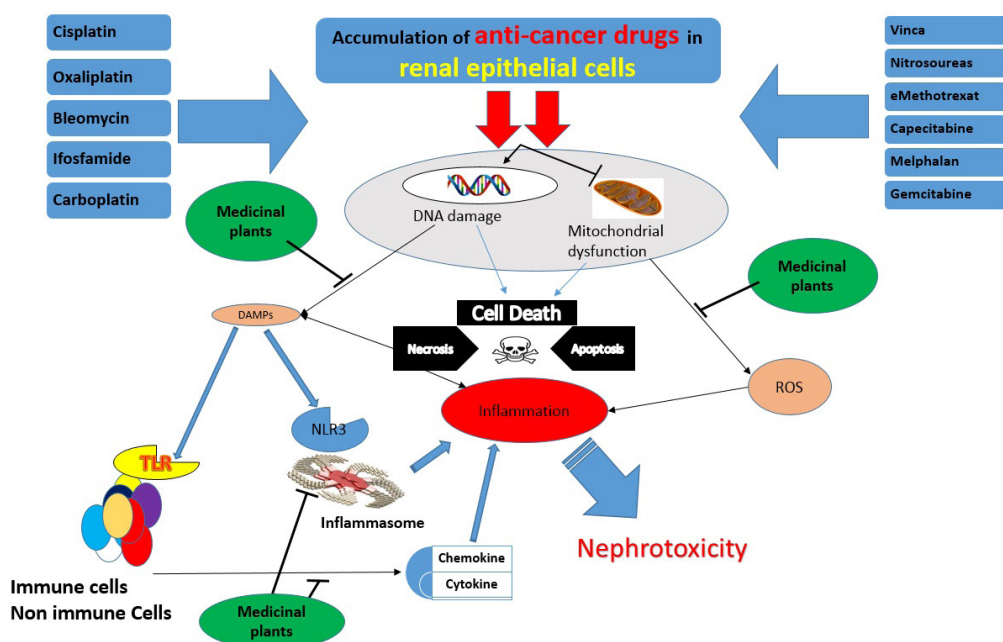 Cisplatin
Oxaliplatin
Bleomycin
Ifosfamide
Carboplatin
Accumulation of anti-cancer drugs in
renal epithelial cells
Vinca
Nitrosoureas
eMethotrexat
Capecitabine
Melphalan
Gemcitabine
DNA damage
Mitochondrial
dysfunction
Medicinal
plants
Medicinal
plants
DAMPs
Cell Death
Necrosis
Apoptosis
ROS
Inflammation
NLR3
TLR
Inflammasome
Nephrotoxicity
Chemokine
Cytokine
Immune cells
Non immune Cells
Medicinal
plants